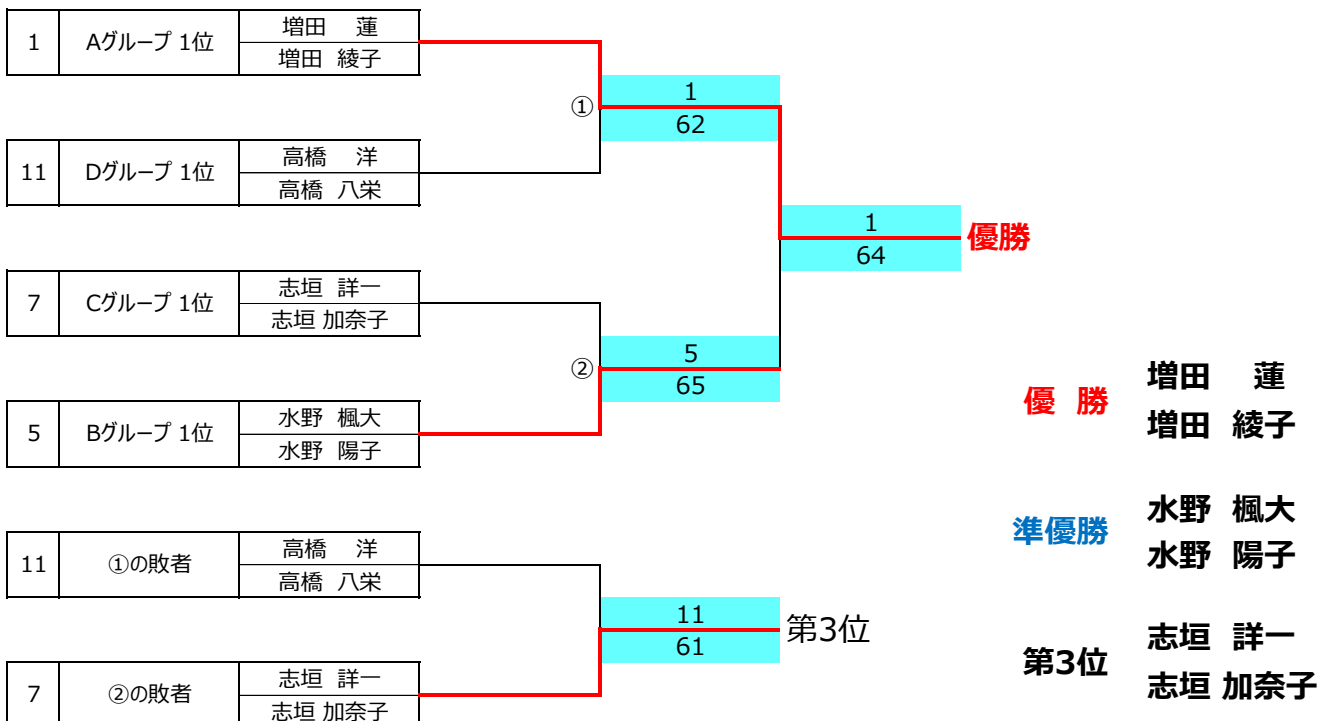 1 Aグループ 1位 増田 蓮
増田 綾子
① 1
62
11 Dグループ 1位 高橋 洋
高橋 八栄
1
64
優勝
7 Cグループ 1位 志垣 詳一
志垣 加奈子
② 5
65
5 Bグループ 1位 水野 楓大
水野 陽子
11 ①の敗者 高橋 洋
高橋 八栄
11
61
第3位
7 ②の敗者 志垣 詳一
志垣 加奈子
優 勝 増田 蓮
増田 綾子
準優勝 水野 楓大
水野 陽子
第3位 志垣 詳一
志垣 加奈子